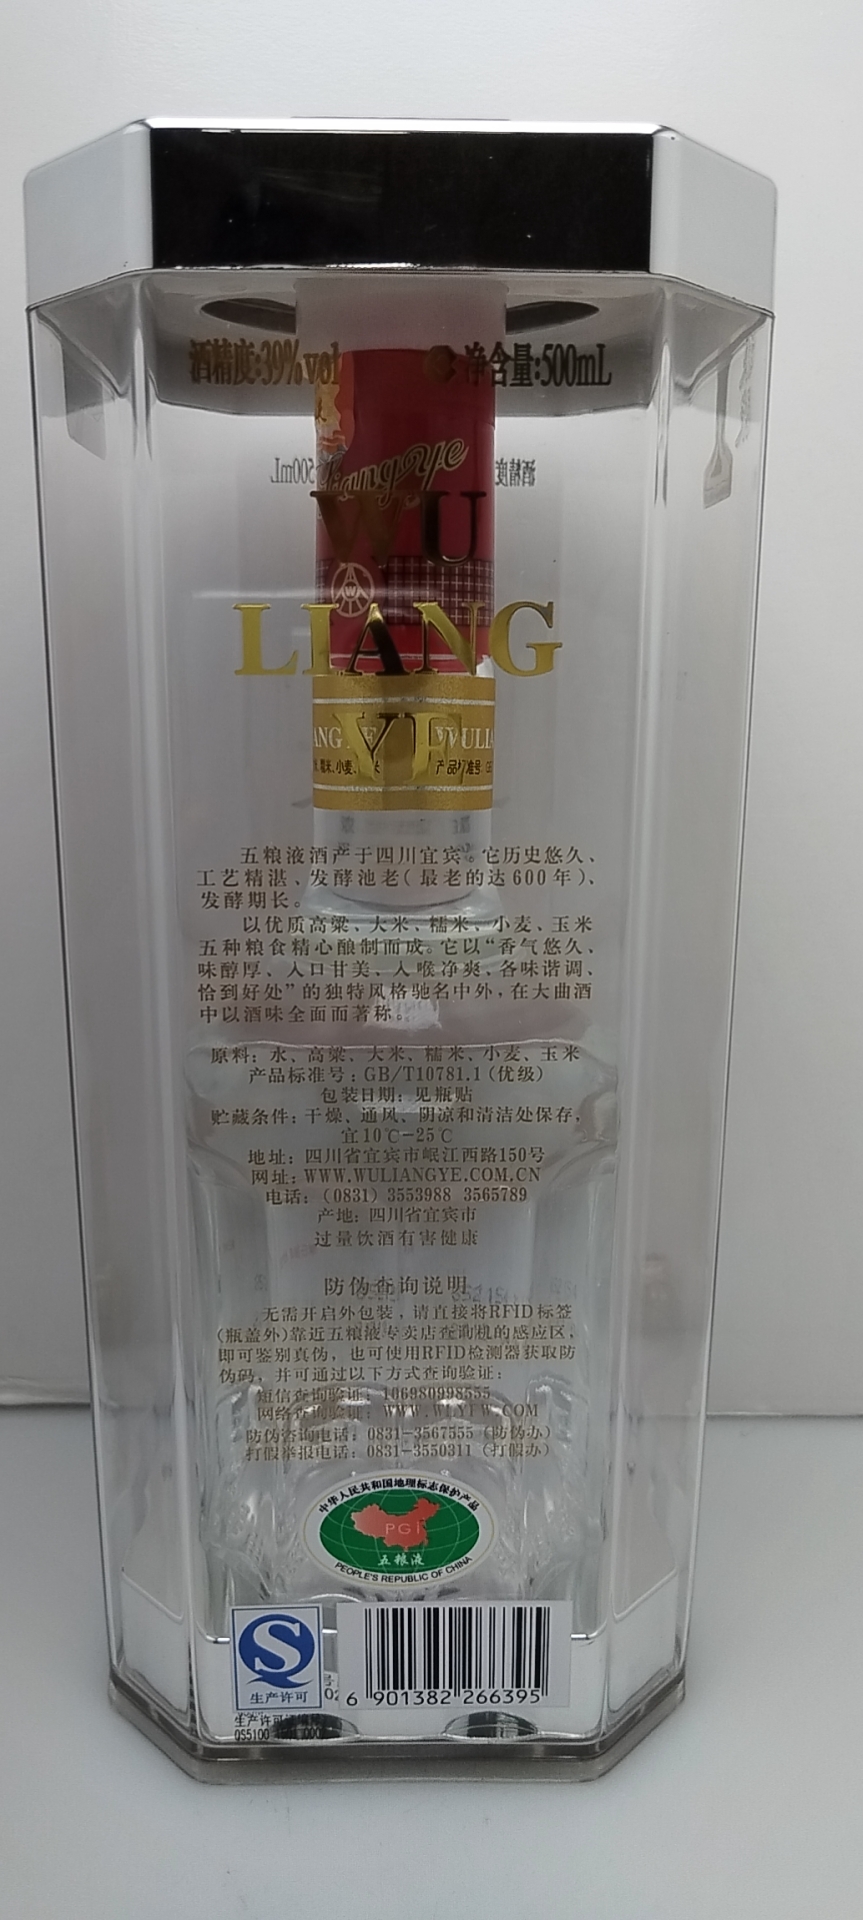 酒精度:39%vol 净含量:500mL
WU
LIANG
YE
五粮液酒产于四川宜宾。它历史悠久、
工艺精湛、发酵池老(最老的达600年)、
发酵期长。
以优质高粱、大米、糯米、小麦、玉米
五种粮食精心酿制而成。它以“香气悠久、
味醇厚、入口甘美、入喉净爽、各味谐调、
恰到好处”的独特风格驰名中外,在大曲酒
中以酒味全面而著称。
原料: 水、高粱、大米、糯米、小麦、玉米
产品标准号: GB/T10781.1(优级)
包装日期: 见瓶贴
贮藏条件: 干燥、通风、阴凉和清洁处保存,
宜10℃—25℃
地址: 四川省宜宾市岷江西路150号
网址: WWW.WULIANGYE.COM.CN
电话: (0831) 3553988 3565789
产地: 四川省宜宾市
过量饮酒有害健康
防伪查询说明
无需开启外包装,请直接将RFID标签
(瓶盖外)靠近五粮液专卖店查询机的感应区,
即可鉴别真伪, 也可使用RFID检测器获取防
伪码, 并可通过以下方式查询验证:
短信查询验证: 106980998555
网络查询验证: WWW.WLYFW.COM
防伪咨询电话: 0831-3567555 (防伪办)
打假举报电话: 0831-3550311 (打假办)
中华人民共和国地理标志保护产品
PGI
五粮液
PEOPLE'S REPUBLIC OF CHINA
生产许可
6 901382 266395
生产许可
QS5100